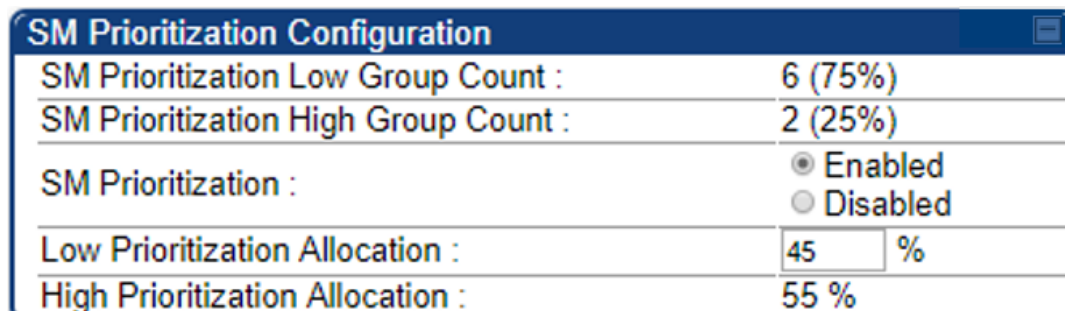 SM Prioritization Configuration
SM Prioritization Low Group Count : 6 (75%)
SM Prioritization High Group Count : 2 (25%)
SM Prioritization : Enabled
Disabled
Low Prioritization Allocation : 45 %
High Prioritization Allocation : 55 %